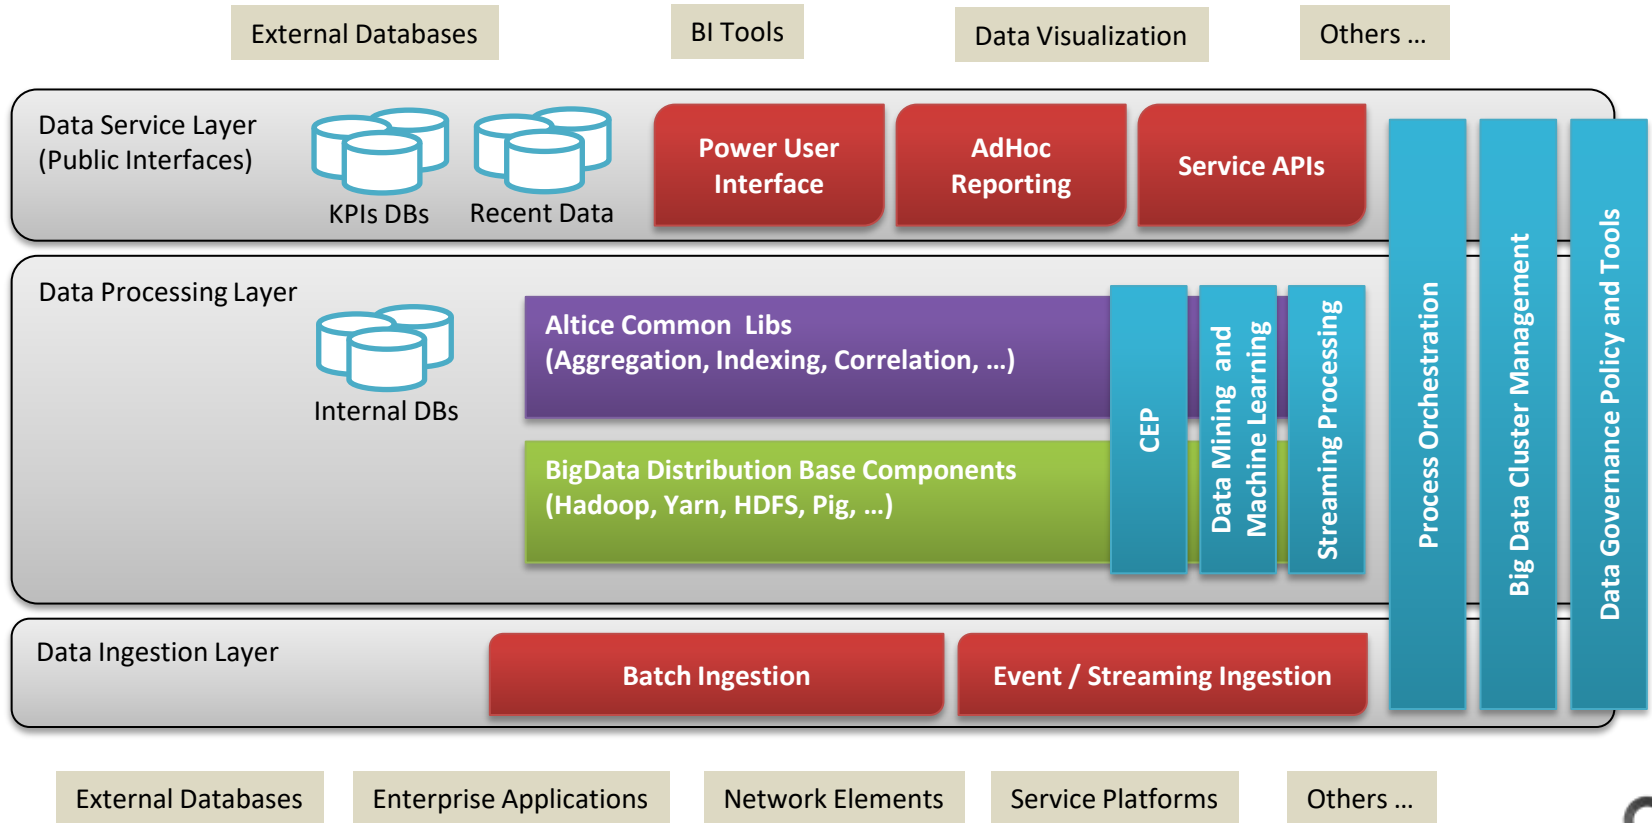 External Databases
BI Tools
Data Visualization
Others ...
Data Service Layer
(Public Interfaces)
KPIs DBs
Recent Data
Power User
Interface
AdHoc
Reporting
Service APIs
Data Processing Layer
Internal DBs
Altice Common Libs
(Aggregation, Indexing, Correlation, ...)
BigData Distribution Base Components
(Hadoop, Yarn, HDFS, Pig, ...)
CEP
Data Mining and
Machine Learning
Streaming Processing
Process Orchestration
Big Data Cluster Management
Data Governance Policy and Tools
Data Ingestion Layer
Batch Ingestion
Event / Streaming Ingestion
External Databases
Enterprise Applications
Network Elements
Service Platforms
Others ...